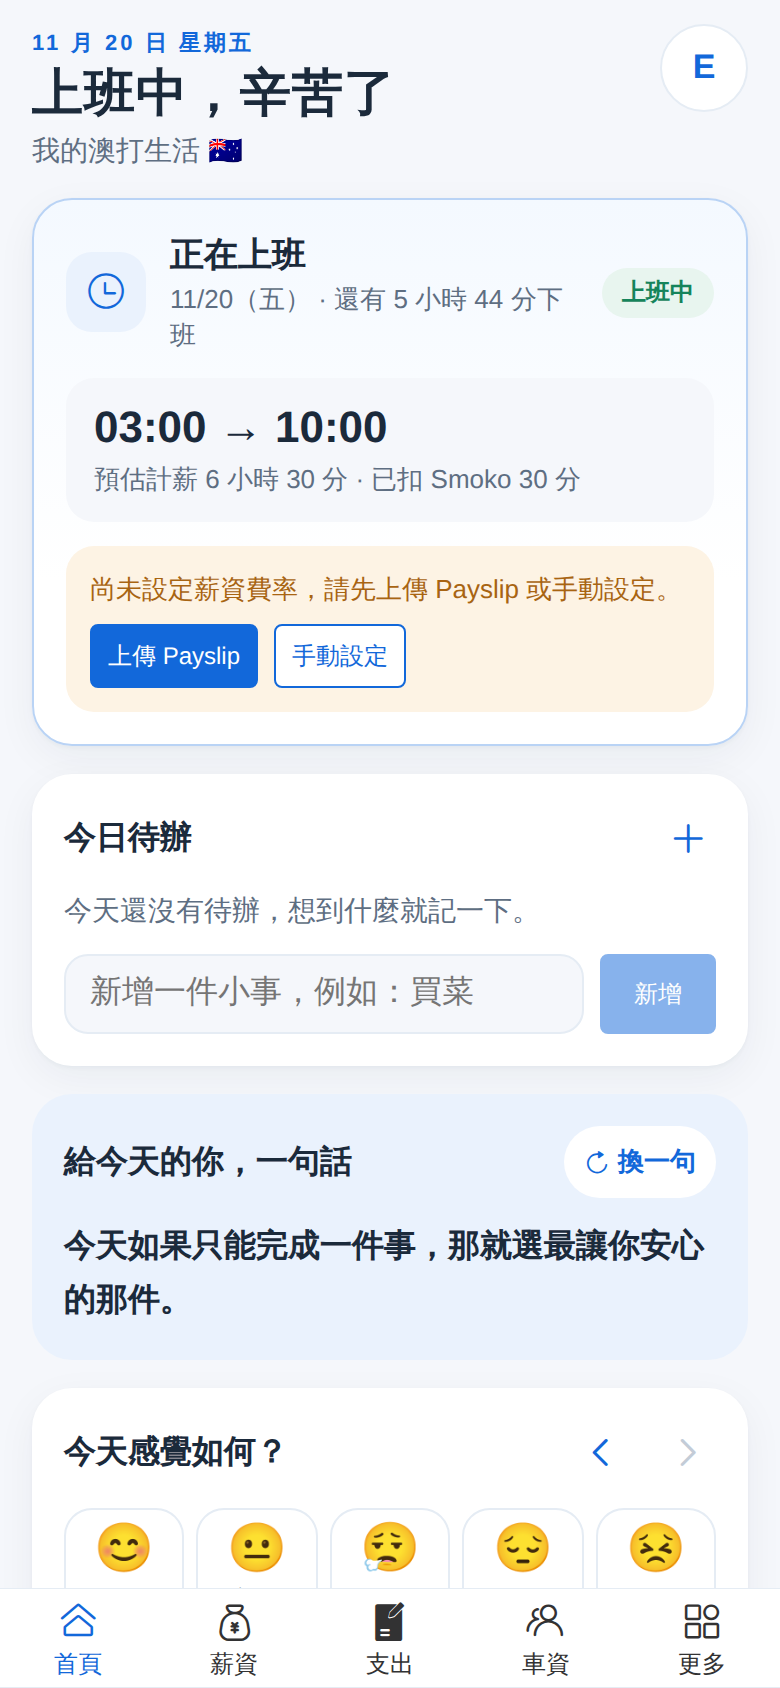 11 月 20 日 星期五
上班中，辛苦了
E
我的澳打生活 🇦🇺
正在上班
11/20（五） · 還有 5 小時 44 分下
班
上班中
03:00 → 10:00
預估計薪 6 小時 30 分 · 已扣 Smoko 30 分
尚未設定薪資費率，請先上傳 Payslip 或手動設定。
上傳 Payslip
手動設定
今日待辦
今天還沒有待辦，想到什麼就記一下。
新增一件小事，例如：買菜
新增
給今天的你，一句話
換一句
今天如果只能完成一件事，那就選最讓你安心
的那件。
今天感覺如何？
首頁
薪資
支出
車資
更多